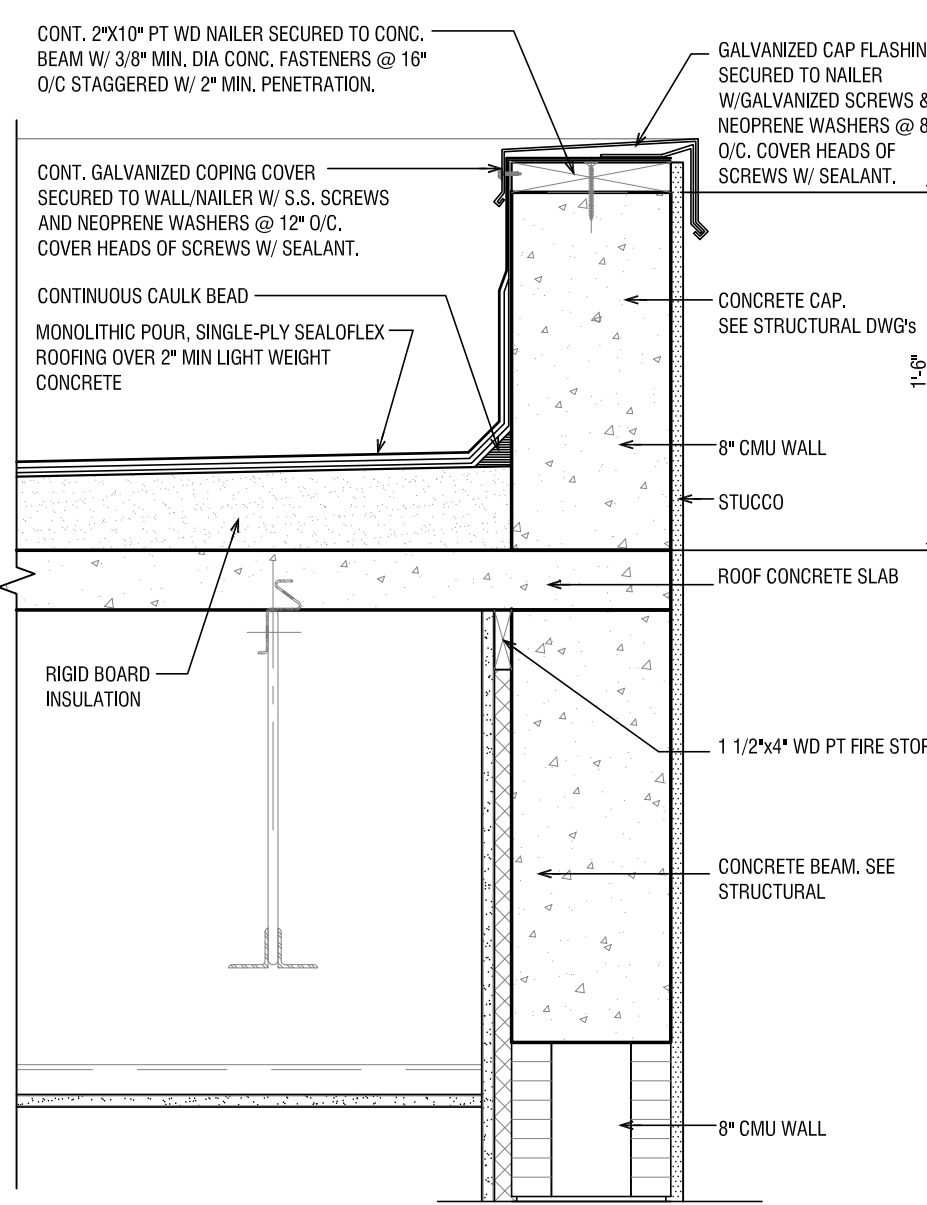 CONT. 2"X10" PT WD NAILER SECURED TO CONC.
BEAM W/ 3/8" MIN. DIA CONC. FASTENERS @ 16"
O/C STAGGERED W/ 2" MIN. PENETRATION.
GALVANIZED CAP FLASHIN
SECURED TO NAILER
W/GALVANIZED SCREWS &
NEOPRENE WASHERS @ 8
O/C. COVER HEADS OF
SCREWS W/ SEALANT.
CONT. GALVANIZED COPING COVER
SECURED TO WALL/NAILER W/ S.S. SCREWS
AND NEOPRENE WASHERS @ 12" O/C.
COVER HEADS OF SCREWS W/ SEALANT.
CONTINUOUS CAULK BEAD
MONOLITHIC POUR, SINGLE-PLY SEALOFLEX
ROOFING OVER 2" MIN LIGHT WEIGHT
CONCRETE
CONCRETE CAP.
SEE STRUCTURAL DWG's
1'-6"
8" CMU WALL
STUCCO
ROOF CONCRETE SLAB
RIGID BOARD
INSULATION
1 1/2"x4" WD PT FIRE STOP
CONCRETE BEAM. SEE
STRUCTURAL
8" CMU WALL